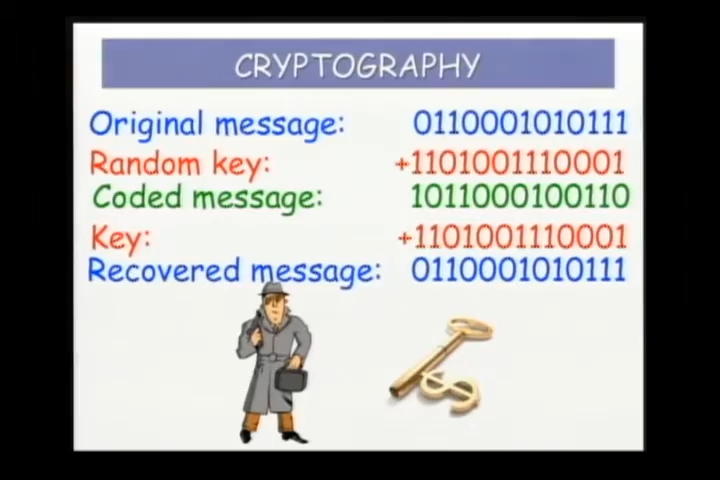 CRYPTOGRAPHY
Original message: 0110001010111
Random key: +1101001110001
Coded message: 1011000100110
Key: +1101001110001
Recovered message: 0110001010111